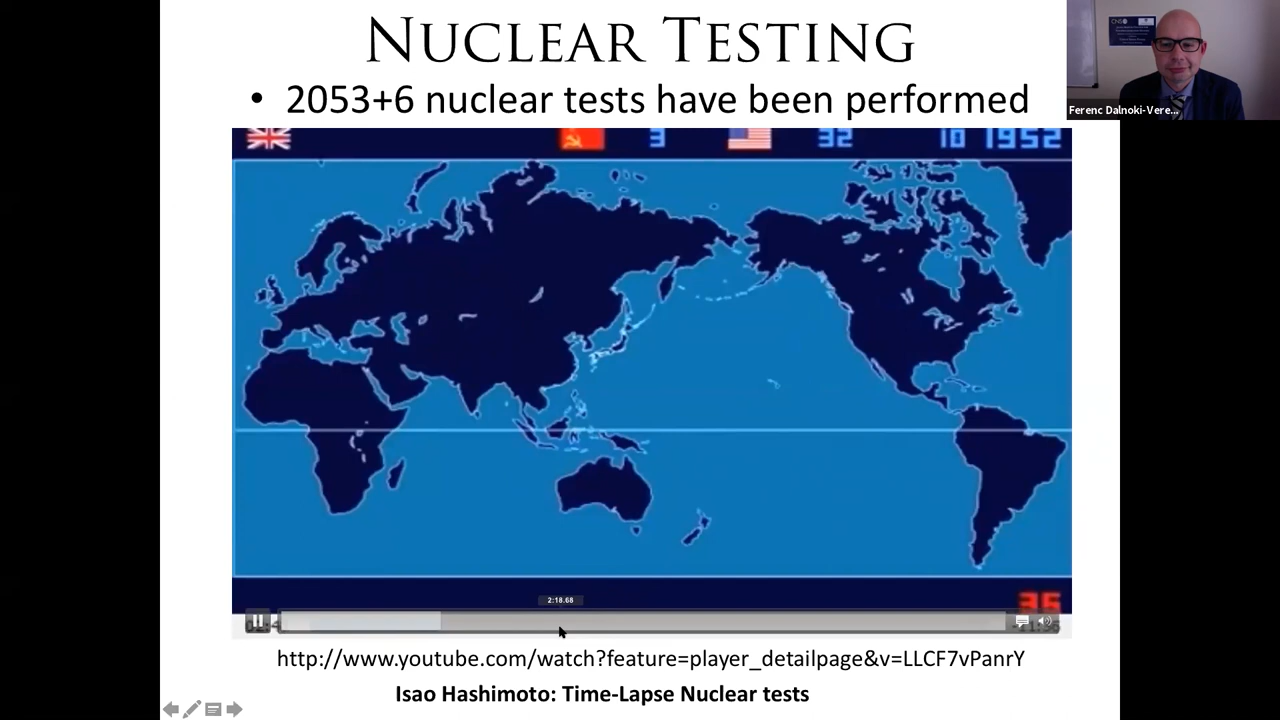 NUCLEAR TESTING
• 2053+6 nuclear tests have been performed
Ferenc Dalnoki-Vere...
3 32 10 1952
35
2:18.68
http://www.youtube.com/watch?feature=player_detailpage&v=LLCF7vPanrY
Isao Hashimoto: Time-Lapse Nuclear tests